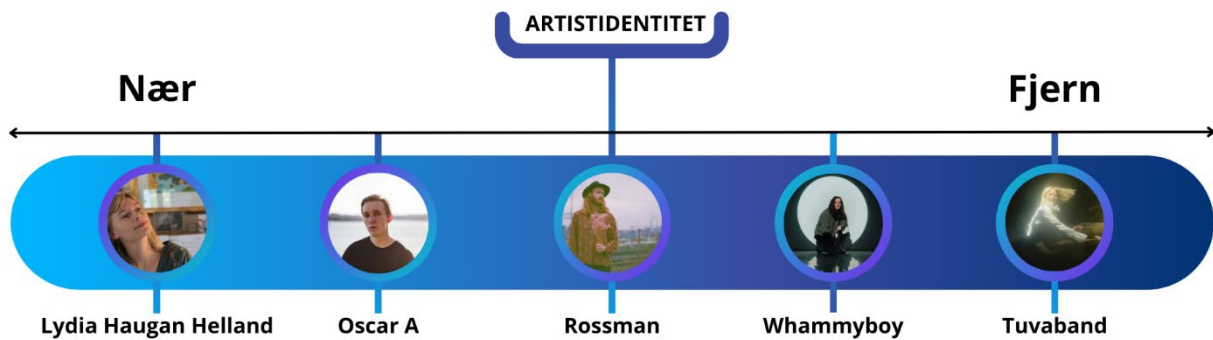 ARTISTIDENTITET
Nær
Fjern
Lydia Haugan Helland
Oscar A
Rossman
Whammyboy
Tuvaband